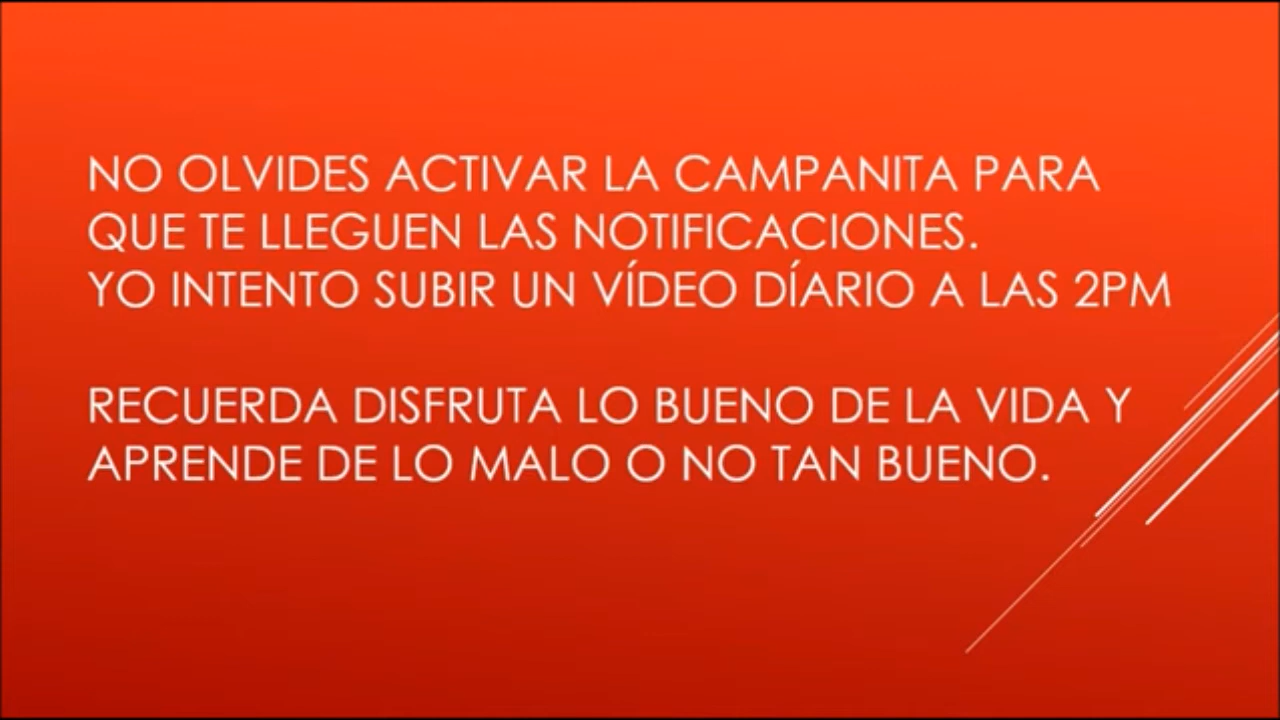 NO OLVIDES ACTIVAR LA CAMPANITA PARA
QUE TE LLEGUEN LAS NOTIFICACIONES.
YO INTENTO SUBIR UN VÍDEO DÍARIO A LAS 2PM
RECUERDA DISFRUTA LO BUENO DE LA VIDA Y
APRENDE DE LO MALO O NO TAN BUENO.